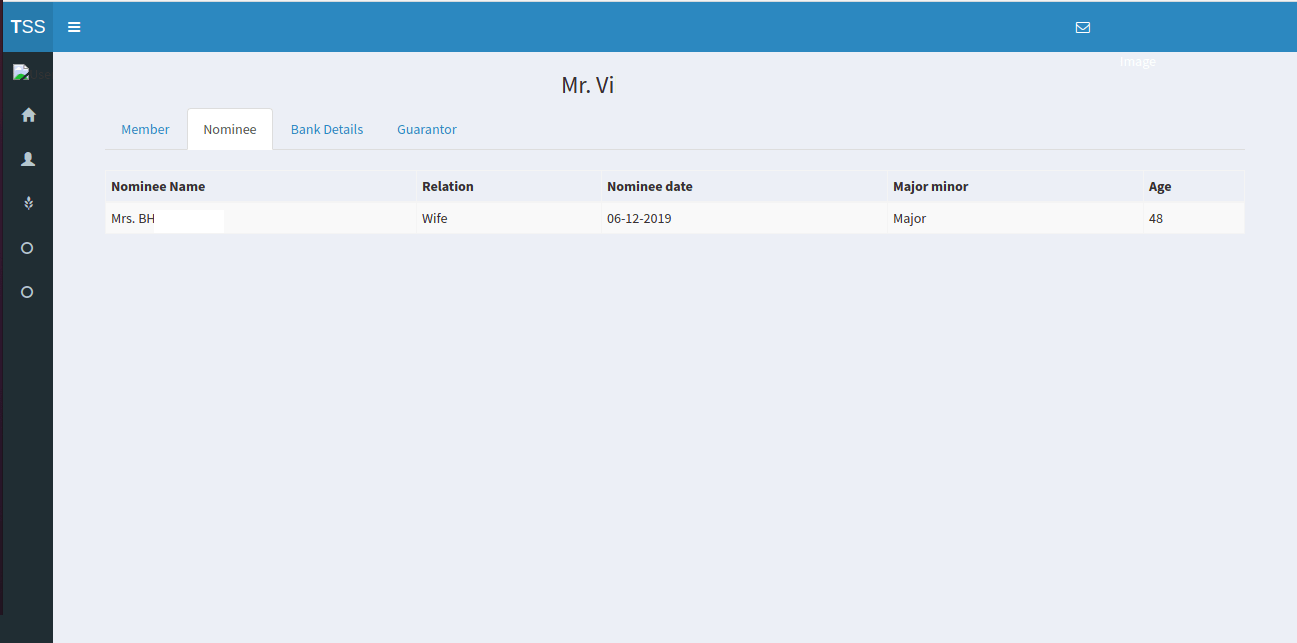 TSS
Image
Mr. Vi
Member Nominee Bank Details Guarantor
Nominee Name Relation Nominee date Major minor Age
Mrs. BH Wife 06-12-2019 Major 48